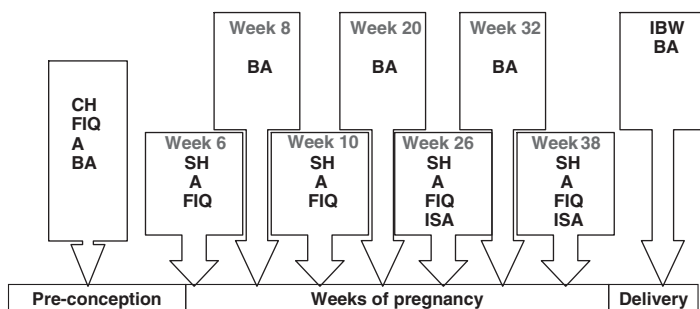 CH
FIQ
A
BA
Week 6
SH
A
FIQ
Week 8
BA
Week 10
SH
A
FIQ
Week 20
BA
Week 26
SH
A
FIQ
ISA
Week 32
BA
Week 38
SH
A
FIQ
ISA
IBW
BA
Pre-conception
Weeks of pregnancy
Delivery